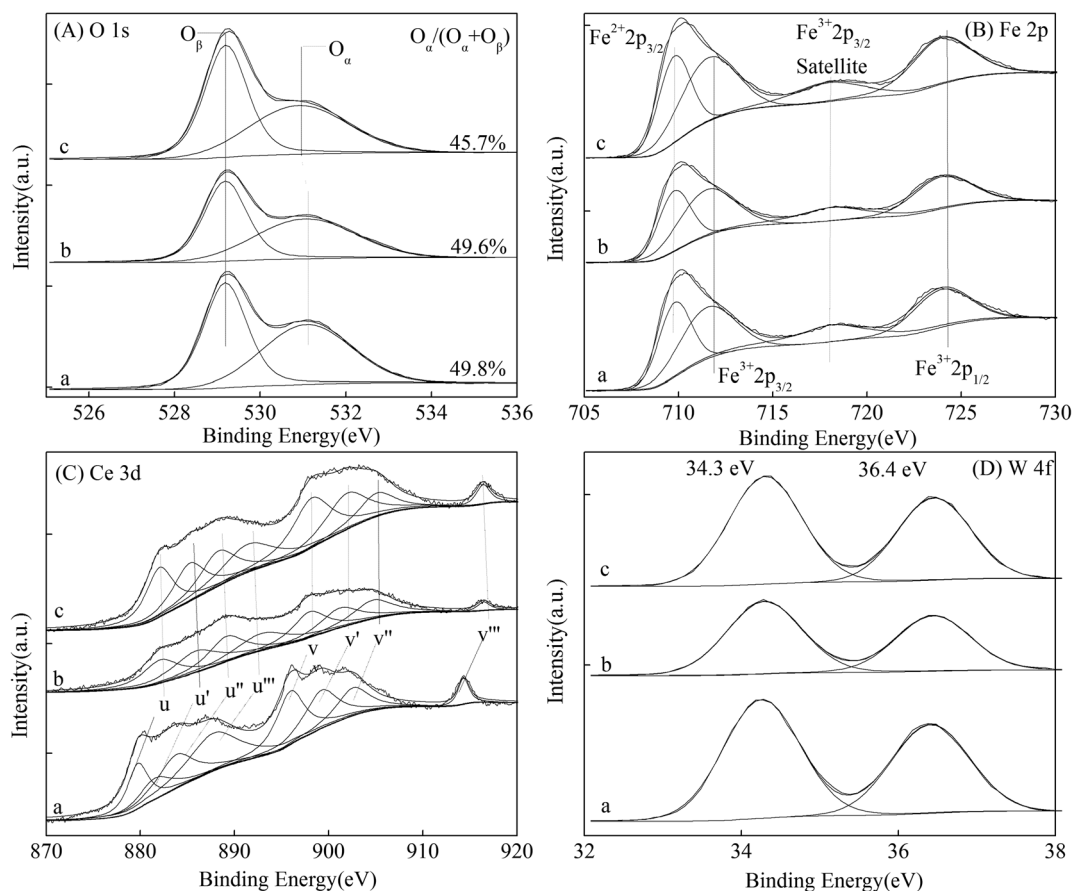 (A) O 1s
Oβ
Oα
Oα/(Oα+Oβ)
c
45.7%
b
49.6%
a
49.8%
526 528 530 532 534 536
Binding Energy(eV)
Intensity(a.u.)
(B) Fe 2p
Fe²⁺2p3/2
Fe³⁺2p3/2
Satellite
c
b
a
Fe³⁺2p3/2
Fe³⁺2p1/2
705 710 715 720 725 730
Binding Energy(eV)
Intensity(a.u.)
(C) Ce 3d
c
b
a
u u' u'' u''' v v' v'' v'''
870 880 890 900 910 920
Binding Energy(eV)
Intensity(a.u.)
34.3 eV 36.4 eV (D) W 4f
c
b
a
32 34 36 38
Binding Energy(eV)
Intensity(a.u.)